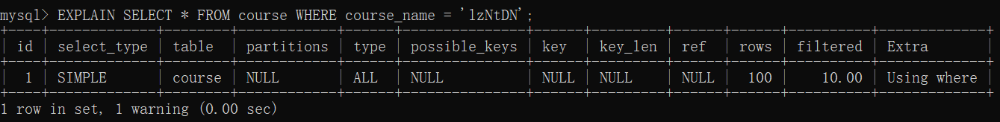 mysql> EXPLAIN SELECT * FROM course WHERE course_name = 'lzNtDN';
+----+-------------+--------+------------+------+---------------+------+---------+------+------+----------+-------------+
| id | select_type | table  | partitions | type | possible_keys | key  | key_len | ref  | rows | filtered | Extra       |
+----+-------------+--------+------------+------+---------------+------+---------+------+------+----------+-------------+
|  1 | SIMPLE      | course | NULL       | ALL  | NULL          | NULL | NULL    | NULL |  100 |    10.00 | Using where |
+----+-------------+--------+------------+------+---------------+------+---------+------+------+----------+-------------+
1 row in set, 1 warning (0.00 sec)